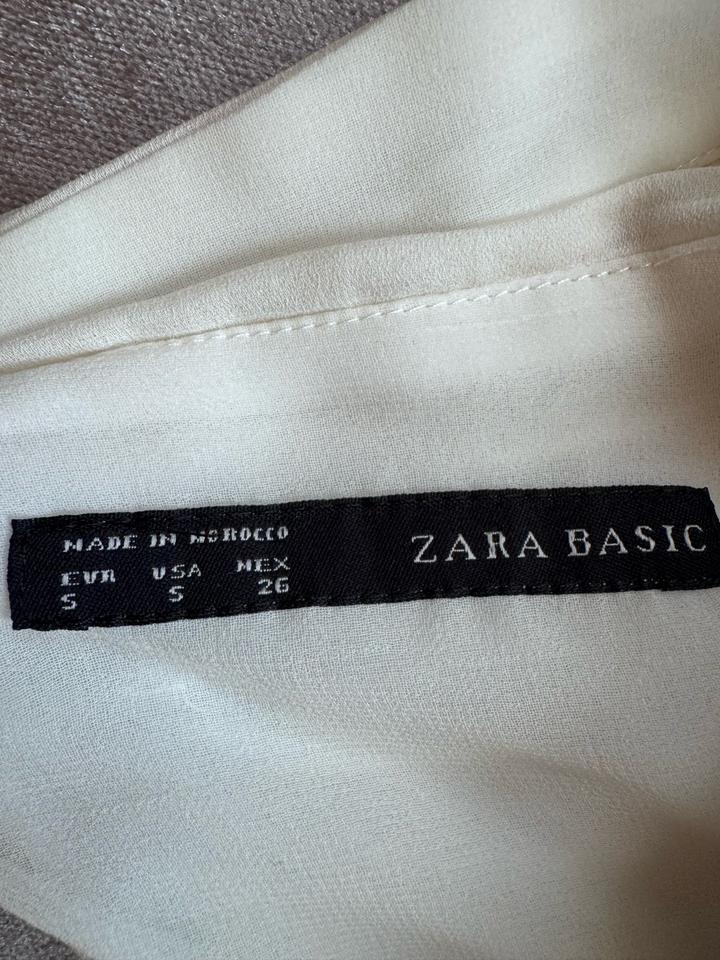 MADE IN MOROCCO
EUR USA MEX
S S 26
ZARA BASIC